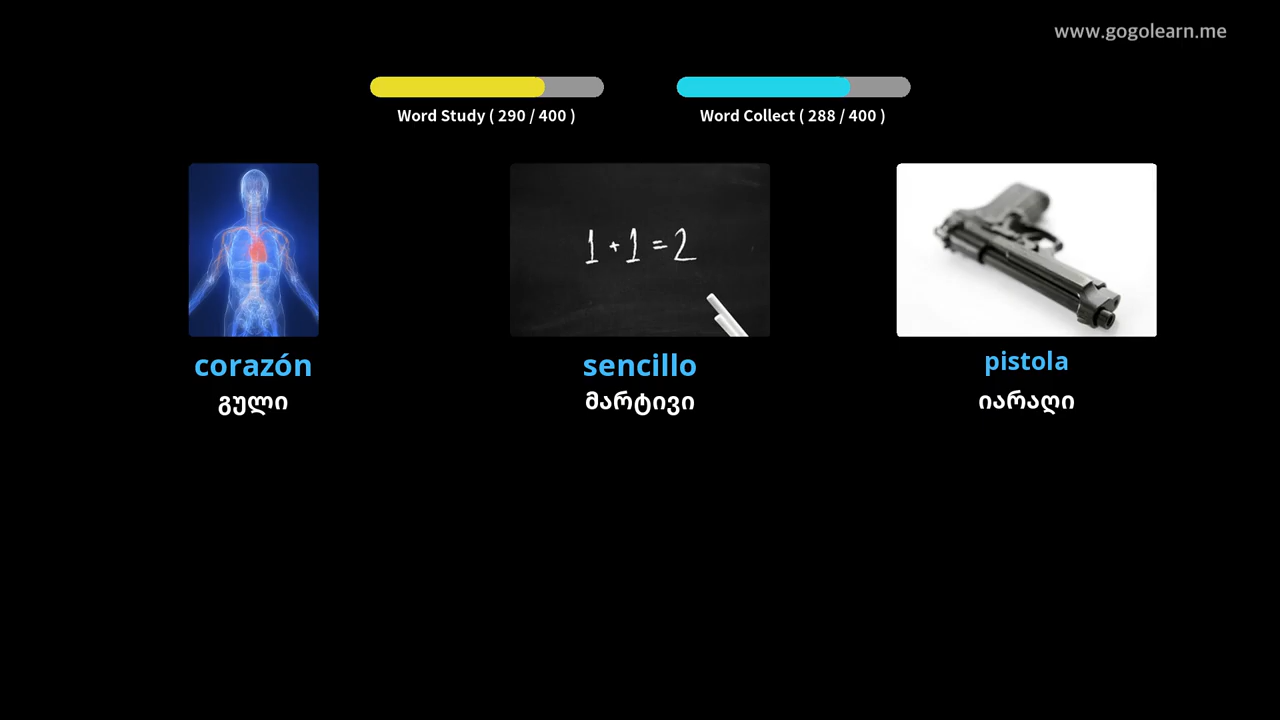 www.gogolearn.me
Word Study ( 290 / 400 )
Word Collect ( 288 / 400 )
1 + 1 = 2
corazón
გული
sencillo
მარტივი
pistola
იარაღი